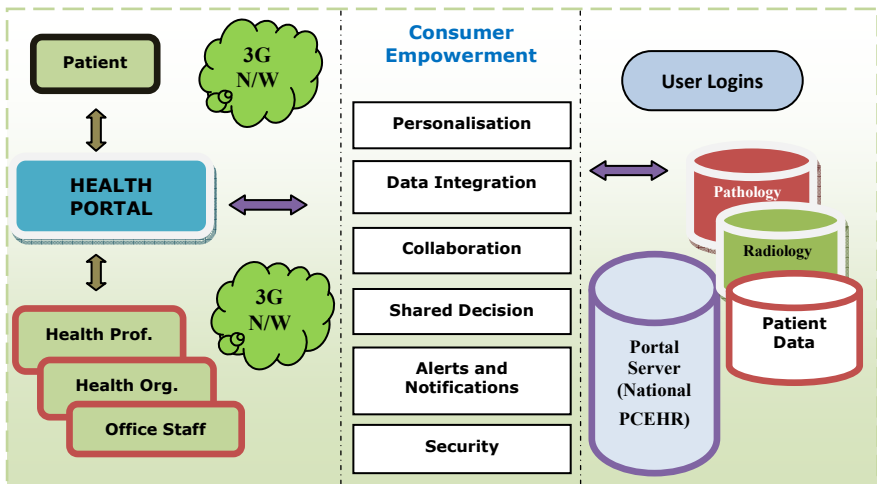 Patient
3G
N/W
HEALTH
PORTAL
3G
N/W
Health Prof.
Health Org.
Office Staff
Consumer
Empowerment
Personalisation
Data Integration
Collaboration
Shared Decision
Alerts and
Notifications
Security
User Logins
Pathology
Radiology
Patient
Data
Portal
Server
(National
PCEHR)